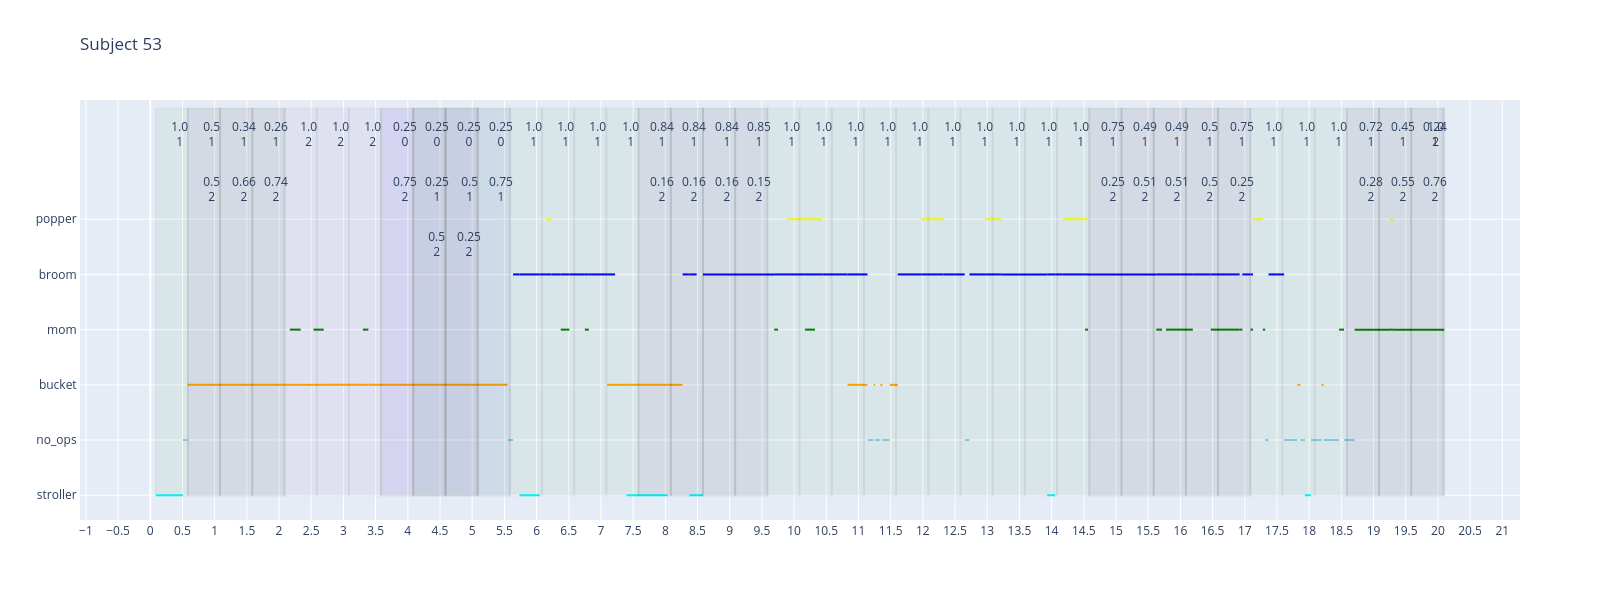 Subject 53
1.0 0.5 0.34 0.26 1.0 1.0 1.0 0.25 0.25 0.25 0.25 1.0 1.0 1.0 1.0 0.84 0.84 0.84 0.85 1.0 1.0 1.0 1.0 1.0 1.0 1.0 1.0 1.0 1.0 0.75 0.49 0.49 0.5 0.75 1.0 1.0 1.0 0.72 0.45
1 1 1 1 2 2 2 0 0 0 0 1 1 1 1 1 1 1 1 1 1 1 1 1 1 1 1 1 1 1 1 1 1 1 1 1 1 1 1
0.5 0.66 0.74 0.75 0.25 0.5 0.75 0.16 0.16 0.16 0.15 0.25 0.51 0.51 0.5 0.25 0.28 0.55 0.76
2 2 2 2 1 1 1 2 2 2 2 2 2 2 2 2 2 2 2
popper
0.5 0.25
2 2
broom
mom
bucket
no_ops
stroller
−1 −0.5 0 0.5 1 1.5 2 2.5 3 3.5 4 4.5 5 5.5 6 6.5 7 7.5 8 8.5 9 9.5 10 10.5 11 11.5 12 12.5 13 13.5 14 14.5 15 15.5 16 16.5 17 17.5 18 18.5 19 19.5 20 20.5 21